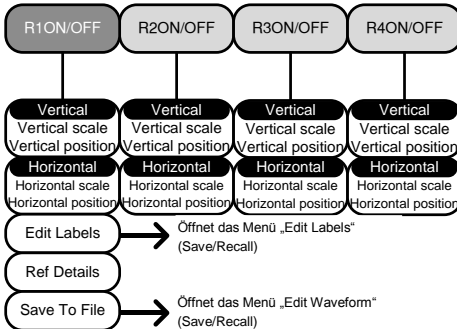 R1ON/OFF R2ON/OFF R3ON/OFF R4ON/OFF
Vertical Vertical Vertical Vertical
Vertical scale Vertical scale Vertical scale Vertical scale
Vertical position Vertical position Vertical position Vertical position
Horizontal Horizontal Horizontal Horizontal
Horizontal scale Horizontal scale Horizontal scale Horizontal scale
Horizontal position Horizontal position Horizontal position Horizontal position
Edit Labels Öffnet das Menü „Edit Labels“
(Save/Recall)
Ref Details
Save To File Öffnet das Menü „Edit Waveform“
(Save/Recall)